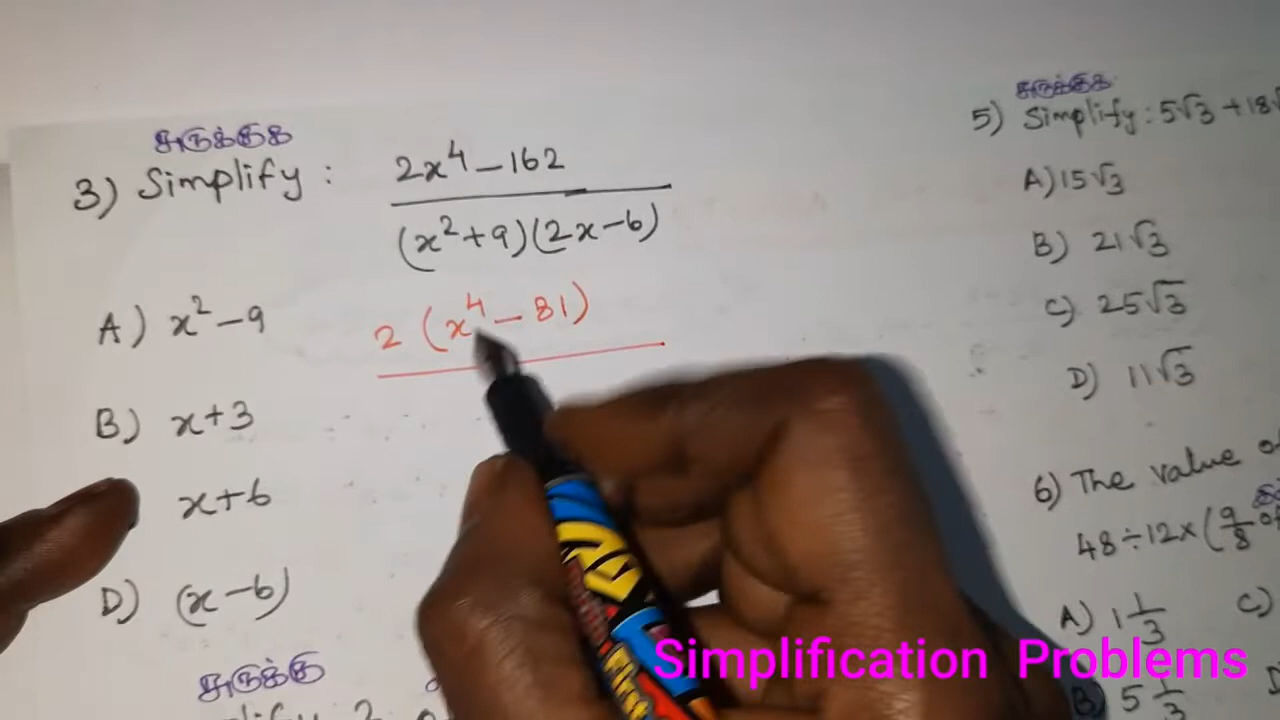 சுருக்குக
3) Simplify : 2x⁴ – 162
(x²+9)(2x–6)
2 (x⁴ – 81)
A) x² – 9
B) x+3
x+6
D) (x–6)
சுருக்கு
சுருக்குக
5) Simplify : 5√3 + 18
A) 15√3
B) 21√3
C) 25√3
D) 11√3
6) The value
48÷12×(9/8
A) 1 1/3
C)
B) 5 1/3
Simplification Problems